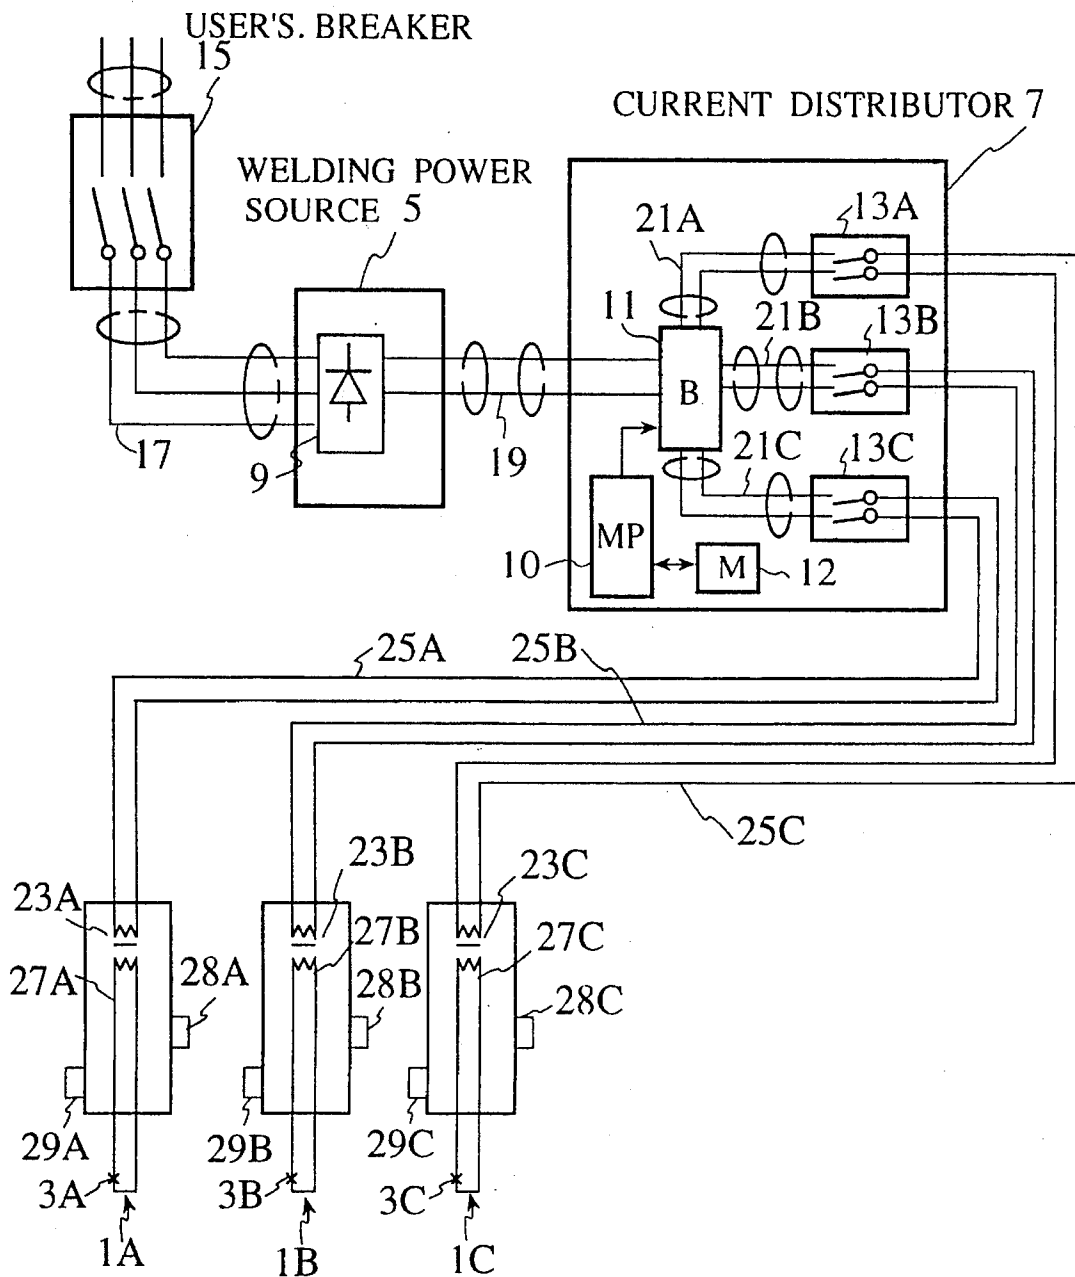 USER'S. BREAKER
15
CURRENT DISTRIBUTOR 7
WELDING POWER
SOURCE 5
21A
13A
11
21B
13B
B
17
9
19
21C
13C
MP
10
M
12
25A
25B
25C
23A
23B
23C
27A
27B
27C
28A
28B
28C
29A
29B
29C
3A
3B
3C
1A
1B
1C